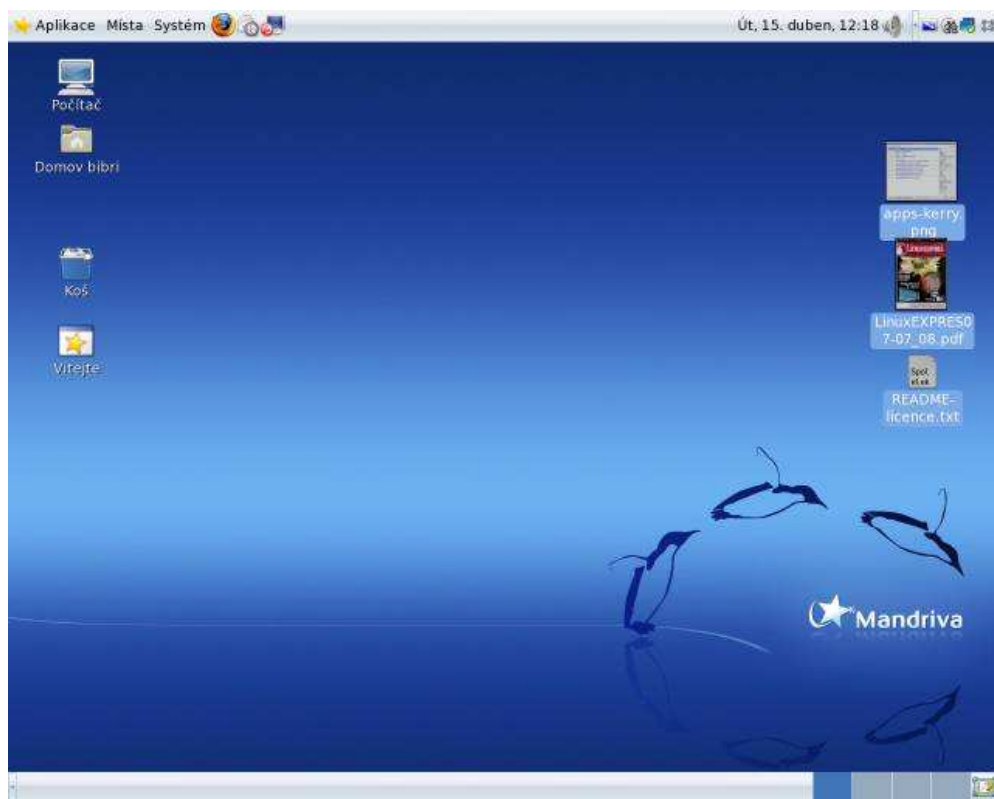 Aplikace Místa Systém
Út, 15. duben, 12:18
Počítač
Domov bibri
Koš
Vítejte
apps-kerry.
png
LinuxEXPRES0
7-07_08.pdf
README-
licence.txt
Mandriva